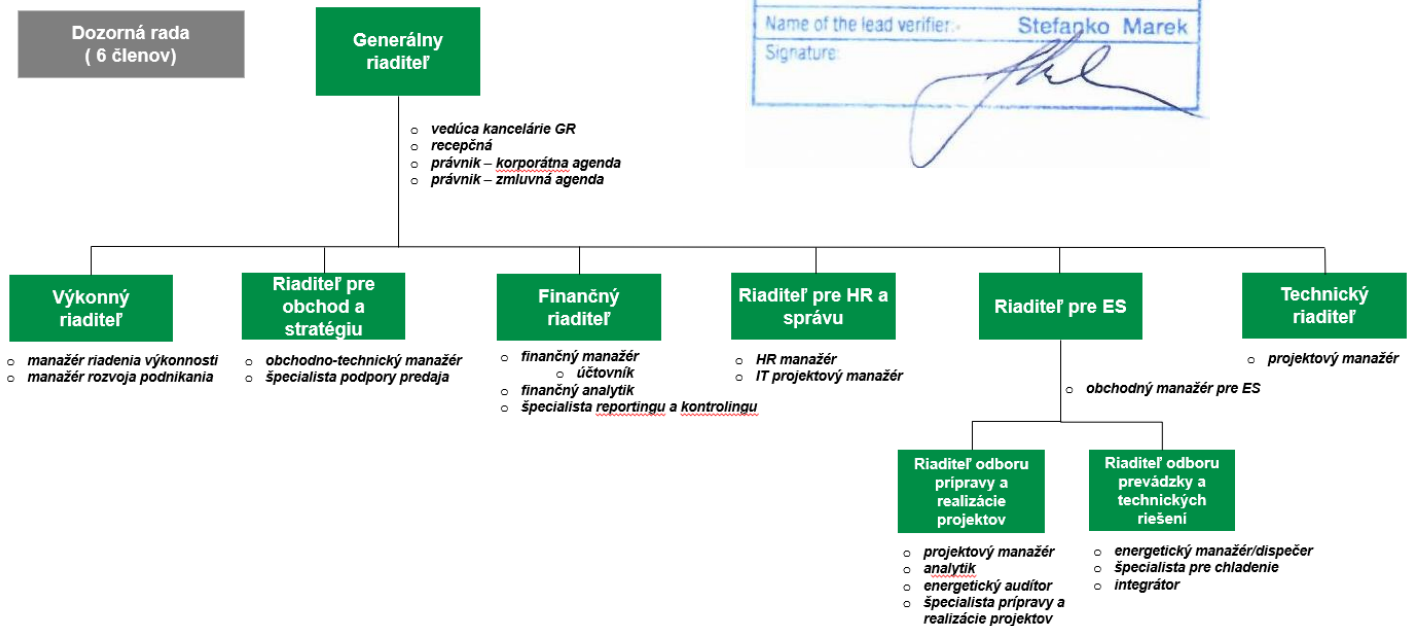 Dozorná rada
( 6 členov)
Generálny
riaditeľ
Name of the lead verifier:-
Stefanko Marek
Signature:
o vedúca kancelárie GR
o recepčná
o právnik – korporátna agenda
o právnik – zmluvná agenda
Výkonný
riaditeľ
o manažér riadenia výkonnosti
o manažér rozvoja podnikania
Riaditeľ pre
obchod a
stratégiu
o obchodno-technický manažér
o špecialista podpory predaja
Finančný
riaditeľ
o finančný manažér
o účtovník
o finančný analytik
o špecialista reportingu a kontrolingu
Riaditeľ pre HR a
správu
o HR manažér
o IT projektový manažér
Riaditeľ pre ES
o obchodný manažér pre ES
Technický
riaditeľ
o projektový manažér
Riaditeľ odboru
prípravy a
realizácie
projektov
o projektový manažér
o analytik
o energetický audítor
o špecialista prípravy a
realizácie projektov
Riaditeľ odboru
prevádzky a
technických
riešení
o energetický manažér/dispečer
o špecialista pre chladenie
o integrátor